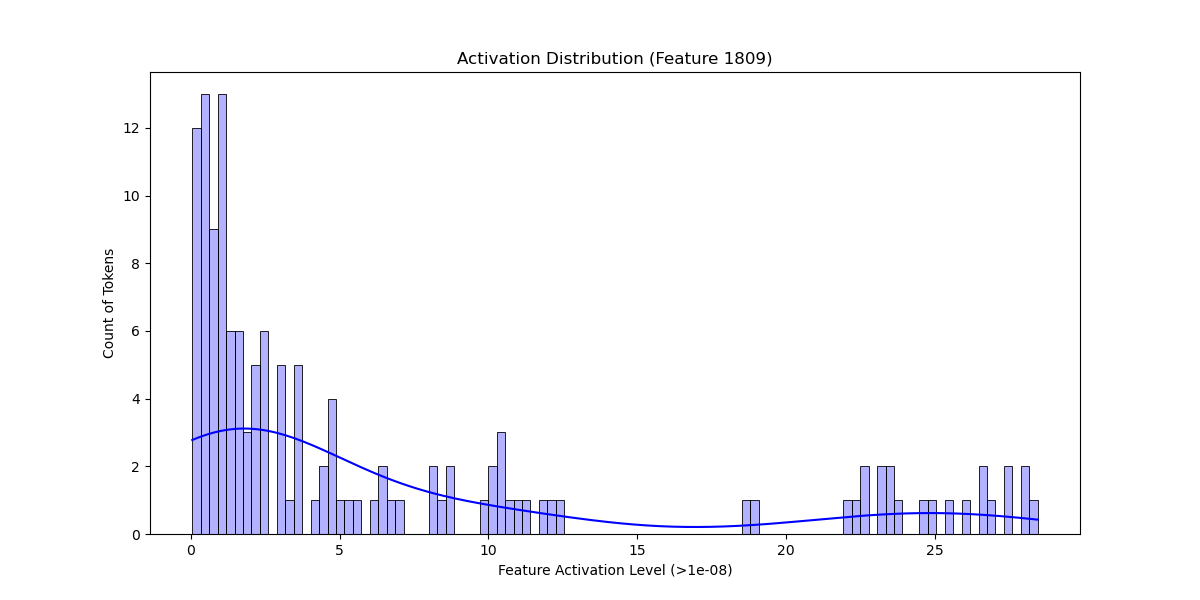 Activation Distribution (Feature 1809)
12
10
8
6
4
2
0
Count of Tokens
0 5 10 15 20 25
Feature Activation Level (>1e-08)